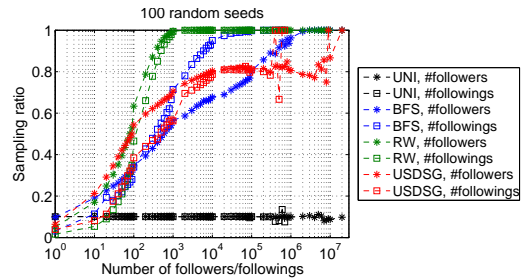 100 random seeds
Sampling ratio
1
0.8
0.6
0.4
0.2
0
10^0 10^1 10^2 10^3 10^4 10^5 10^6 10^7
Number of followers/followings
UNI, #followers
UNI, #followings
BFS, #followers
BFS, #followings
RW, #followers
RW, #followings
USDSG, #followers
USDSG, #followings